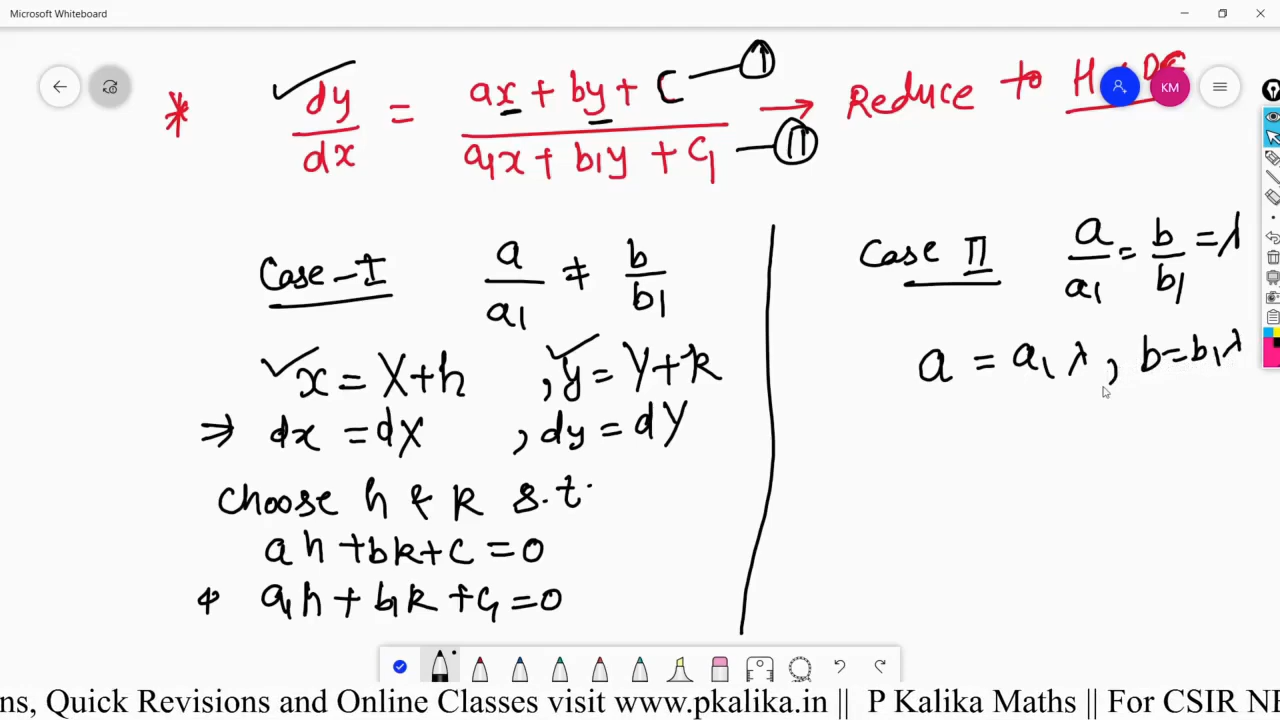 Microsoft Whiteboard
* dy/dx = (ax + by + C)/(a₁x + b₁y + C₁) → Reduce to H
I
II
KM
Case - I a/a₁ ≠ b/b₁
x = X+h , y = Y+k
⇒ dx = dX , dy = dY
Choose h & k s.t.
ah + bk + c = 0
& a₁h + b₁k + c₁ = 0
Case II a/a₁ = b/b₁ = λ
a = a₁λ , b = b₁λ
ns, Quick Revisions and Online Classes visit www.pkalika.in || P Kalika Maths || For CSIR NE